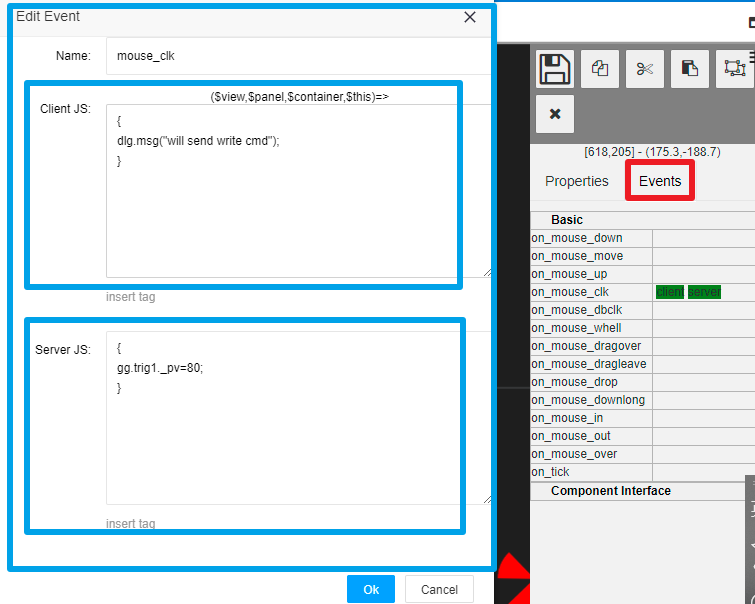 Edit Event
Name:
mouse_clk
($view,$panel,$container,$this)=>
Client JS:
{
dlg.msg("will send write cmd");
}
insert tag
Server JS:
{
gg.trig1._pv=80;
}
insert tag
Ok
Cancel
[618,205] - (175.3,-188.7)
Properties
Events
Basic
on_mouse_down
on_mouse_move
on_mouse_up
on_mouse_clk
client server
on_mouse_dbclk
on_mouse_whell
on_mouse_dragover
on_mouse_dragleave
on_mouse_drop
on_mouse_downlong
on_mouse_in
on_mouse_out
on_mouse_over
on_tick
Component Interface